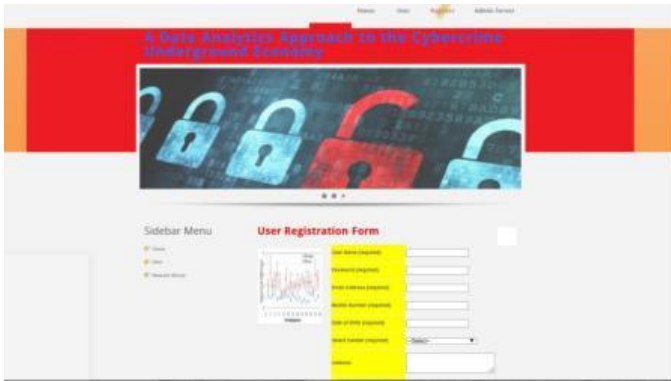 Home User Register Admin Server
A Data Analytics Approach to the Cybercrime
Underground Economy
Sidebar Menu
User Registration Form
Home
User
User Name (required)
Password (required)
Email Address (required)
Mobile Number (required)
Date of Birth (required)
Select Gender (required)
--Select--
Address